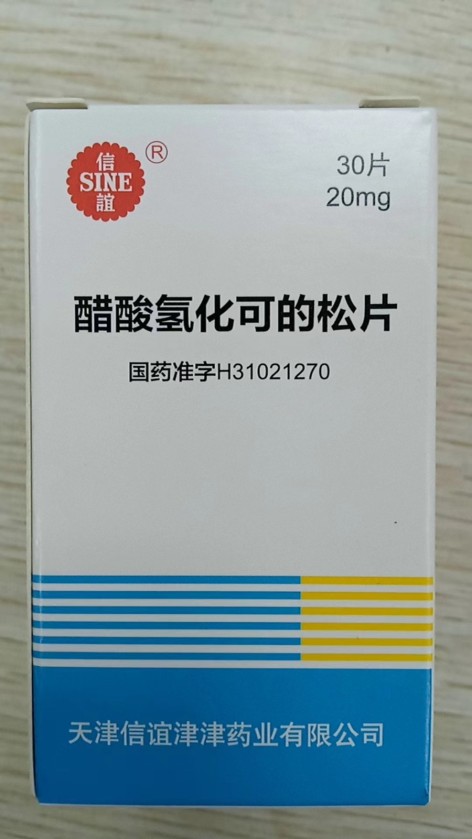 信
SINE
誼
®
30片
20mg
醋酸氢化可的松片
国药准字H31021270
天津信谊津津药业有限公司